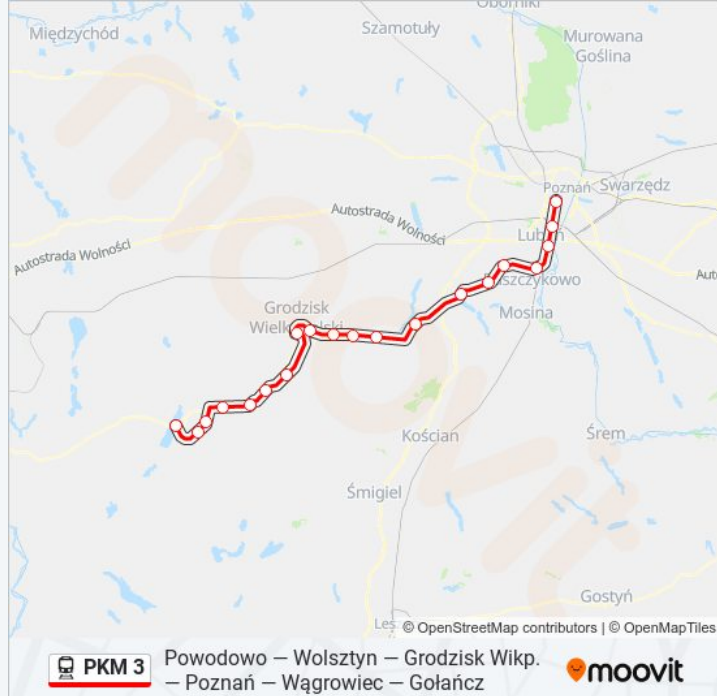 Oborniki
Międzychód
Szamotuły
Murowana
Goślina
Poznań
Swarzędz
Autostrada Wolności
Luboń
Autostrada Wolności
Puszczykowo
Grodzisk
Wielkopolski
Mosina
Kościan
Śrem
Śmigiel
Gostyń
© OpenStreetMap contributors | © OpenMapTiles
PKM 3
Powodowo — Wolsztyn — Grodzisk Wlkp.
— Poznań — Wągrowiec — Gołańcz
moovit